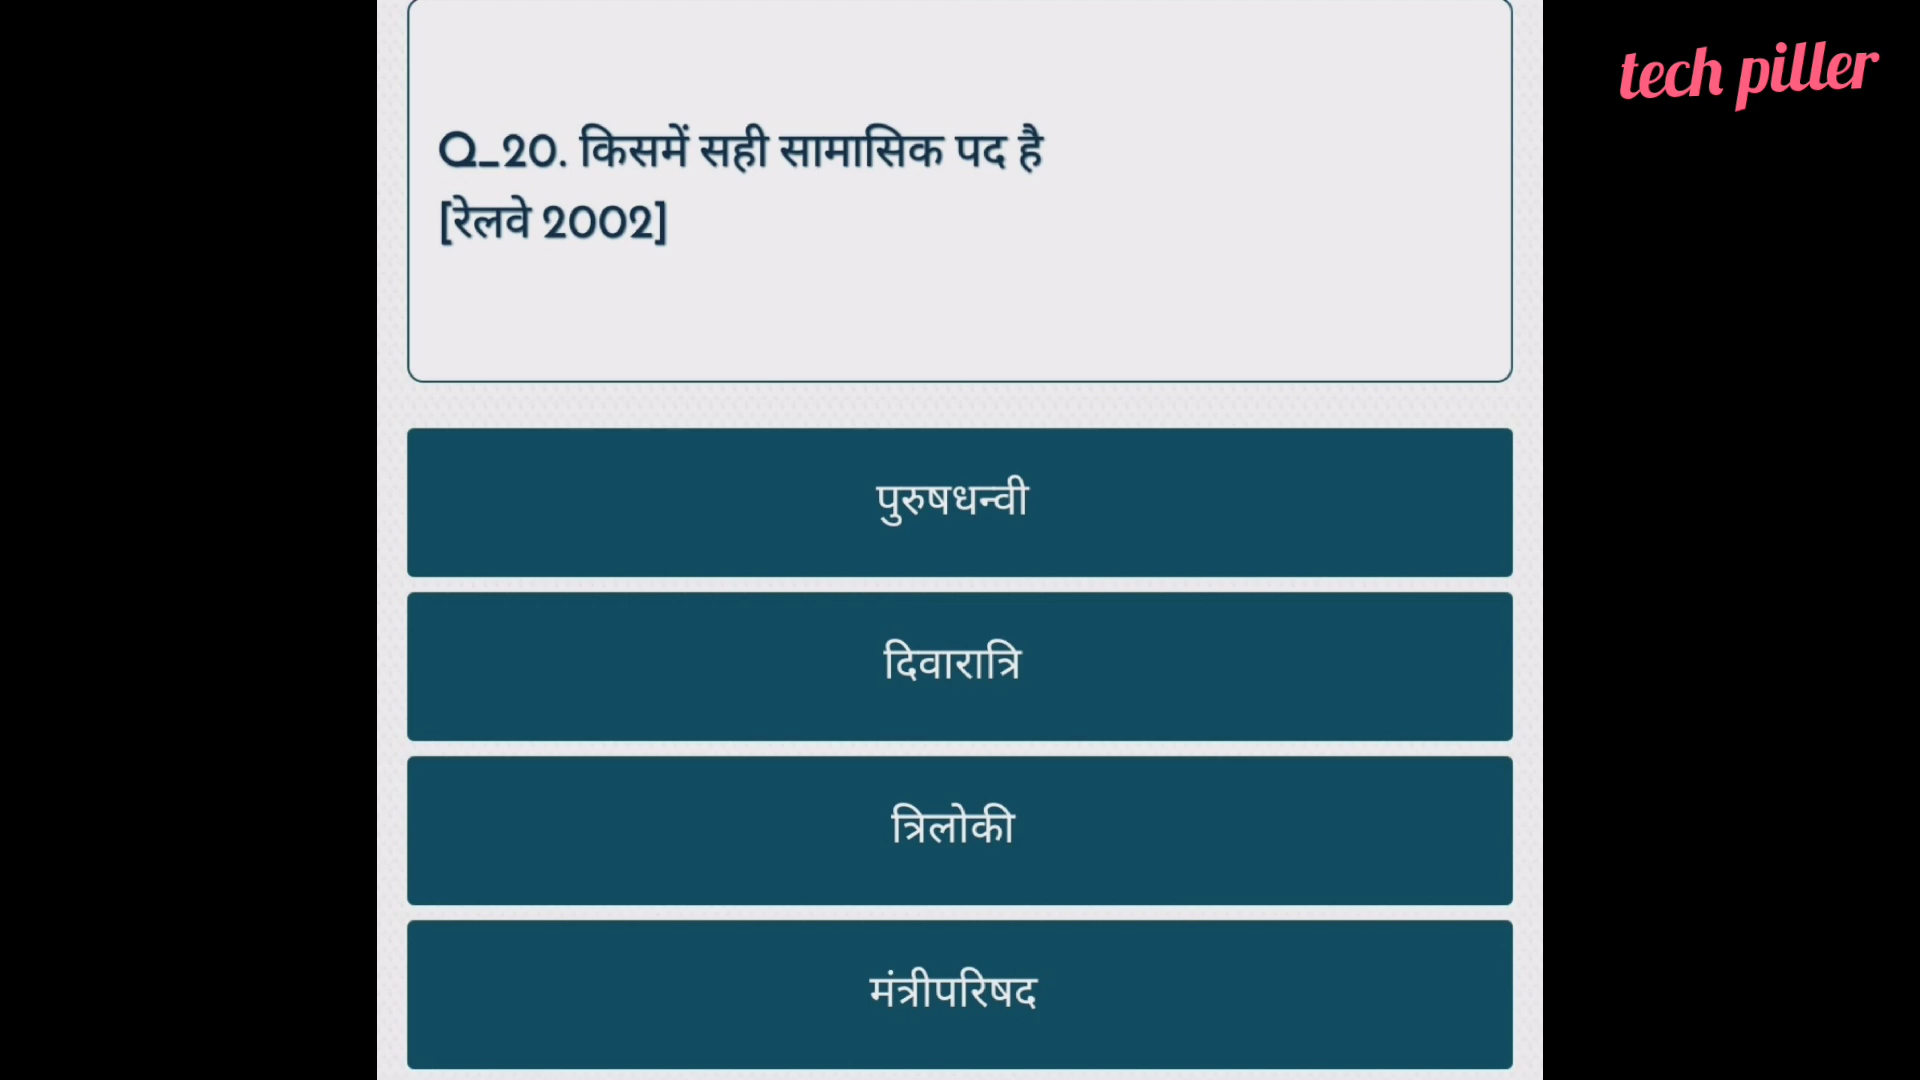 tech piller
Q_20. किसमें सही सामासिक पद है
[रेलवे 2002]
पुरुषधन्वी
दिवारात्रि
त्रिलोकी
मंत्रीपरिषद